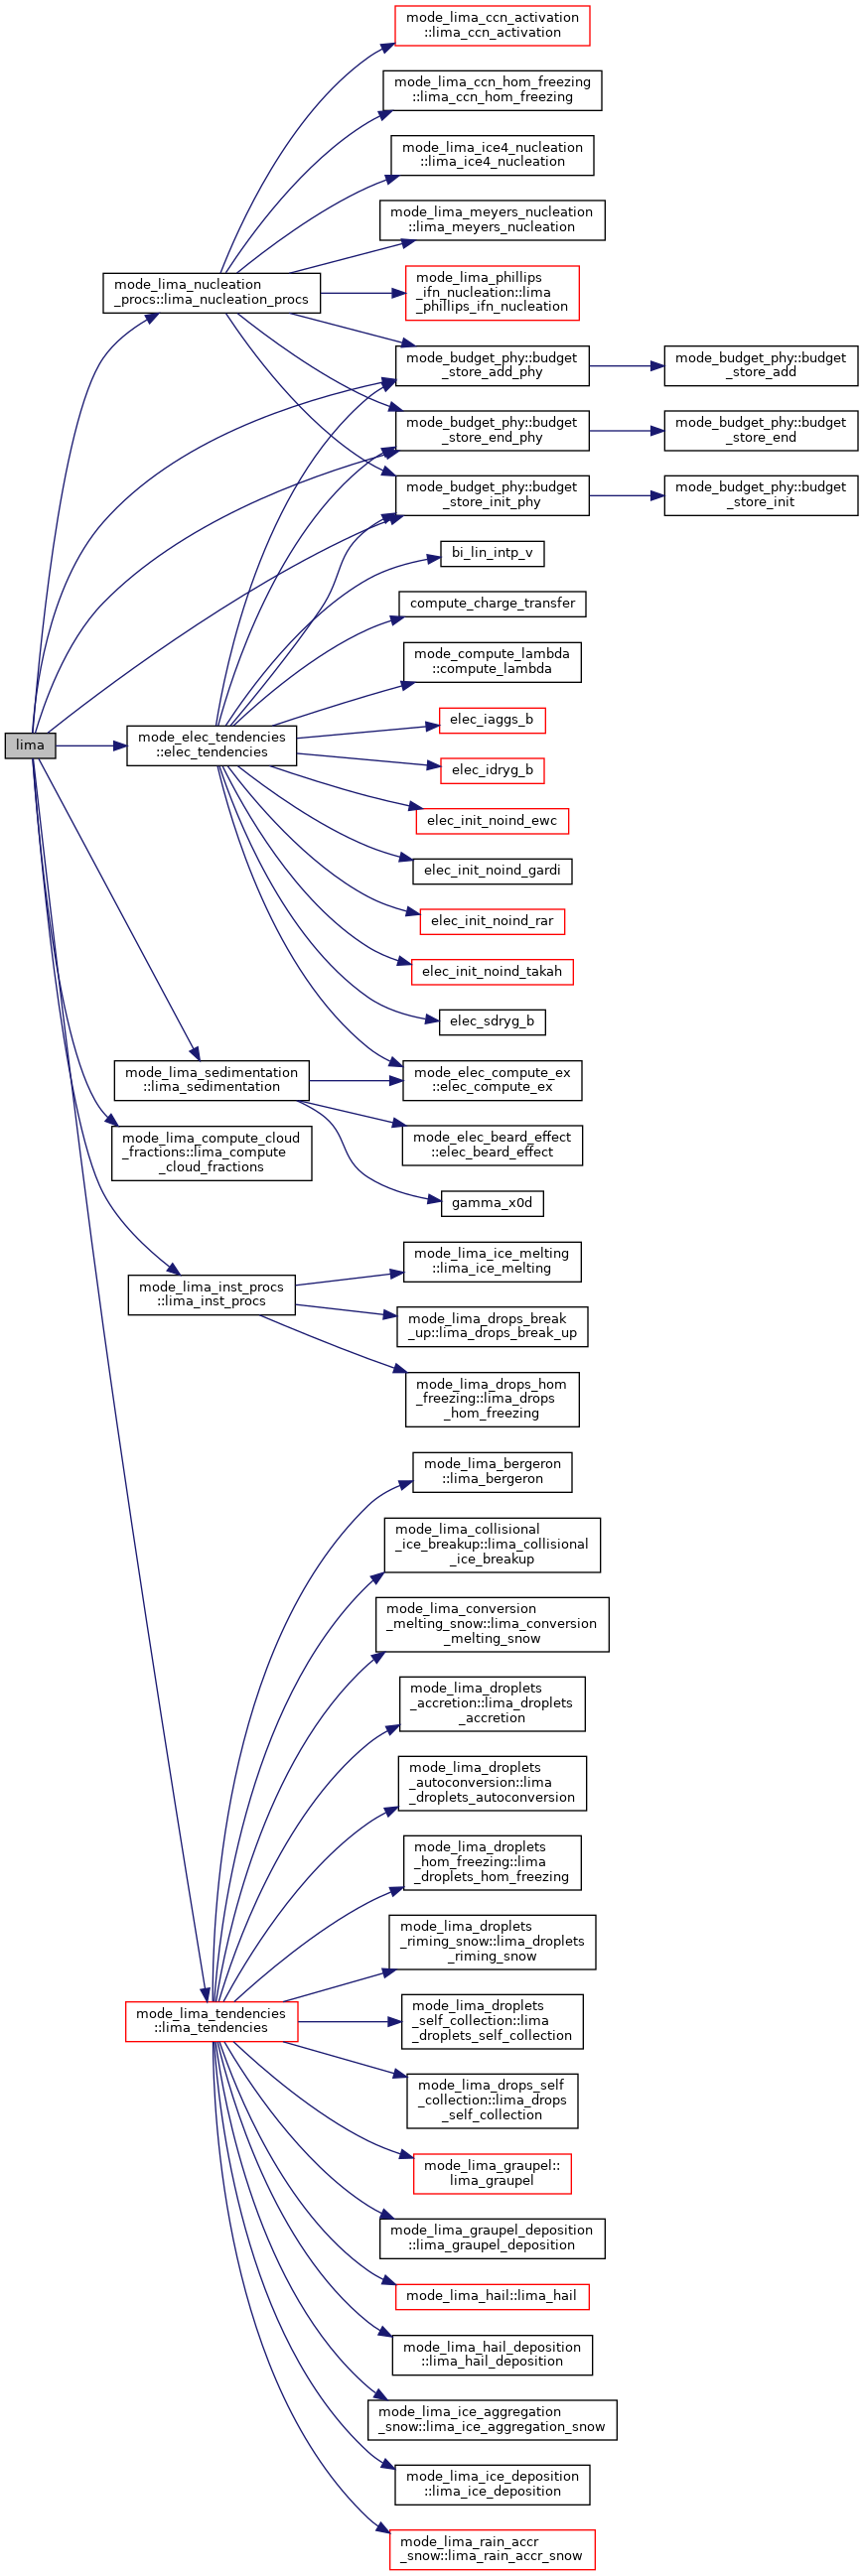 mode_lima_ccn_activation
::lima_ccn_activation
mode_lima_ccn_hom_freezing
::lima_ccn_hom_freezing
mode_lima_ice4_nucleation
::lima_ice4_nucleation
mode_lima_meyers_nucleation
::lima_meyers_nucleation
mode_lima_nucleation
_procs::lima_nucleation_procs
mode_lima_phillips
_ifn_nucleation::lima
_phillips_ifn_nucleation
mode_budget_phy::budget
_store_add_phy
mode_budget_phy::budget
_store_add
mode_budget_phy::budget
_store_end_phy
mode_budget_phy::budget
_store_end
mode_budget_phy::budget
_store_init_phy
mode_budget_phy::budget
_store_init
bi_lin_intp_v
compute_charge_transfer
mode_compute_lambda
::compute_lambda
elec_iaggs_b
lima
mode_elec_tendencies
::elec_tendencies
elec_idryg_b
elec_init_noind_ewc
elec_init_noind_gardi
elec_init_noind_rar
elec_init_noind_takah
elec_sdryg_b
mode_lima_sedimentation
::lima_sedimentation
mode_elec_compute_ex
::elec_compute_ex
mode_lima_compute_cloud
_fractions::lima_compute
_cloud_fractions
mode_elec_beard_effect
::elec_beard_effect
gamma_x0d
mode_lima_ice_melting
::lima_ice_melting
mode_lima_inst_procs
::lima_inst_procs
mode_lima_drops_break
_up::lima_drops_break_up
mode_lima_drops_hom
_freezing::lima_drops
_hom_freezing
mode_lima_bergeron
::lima_bergeron
mode_lima_collisional
_ice_breakup::lima_collisional
_ice_breakup
mode_lima_conversion
_melting_snow::lima_conversion
_melting_snow
mode_lima_droplets
_accretion::lima_droplets
_accretion
mode_lima_droplets
_autoconversion::lima
_droplets_autoconversion
mode_lima_droplets
_hom_freezing::lima
_droplets_hom_freezing
mode_lima_droplets
_riming_snow::lima_droplets
_riming_snow
mode_lima_tendencies
::lima_tendencies
mode_lima_droplets
_self_collection::lima
_droplets_self_collection
mode_lima_drops_self
_collection::lima_drops
_self_collection
mode_lima_graupel::
lima_graupel
mode_lima_graupel_deposition
::lima_graupel_deposition
mode_lima_hail::lima_hail
mode_lima_hail_deposition
::lima_hail_deposition
mode_lima_ice_aggregation
_snow::lima_ice_aggregation_snow
mode_lima_ice_deposition
::lima_ice_deposition
mode_lima_rain_accr
_snow::lima_rain_accr_snow